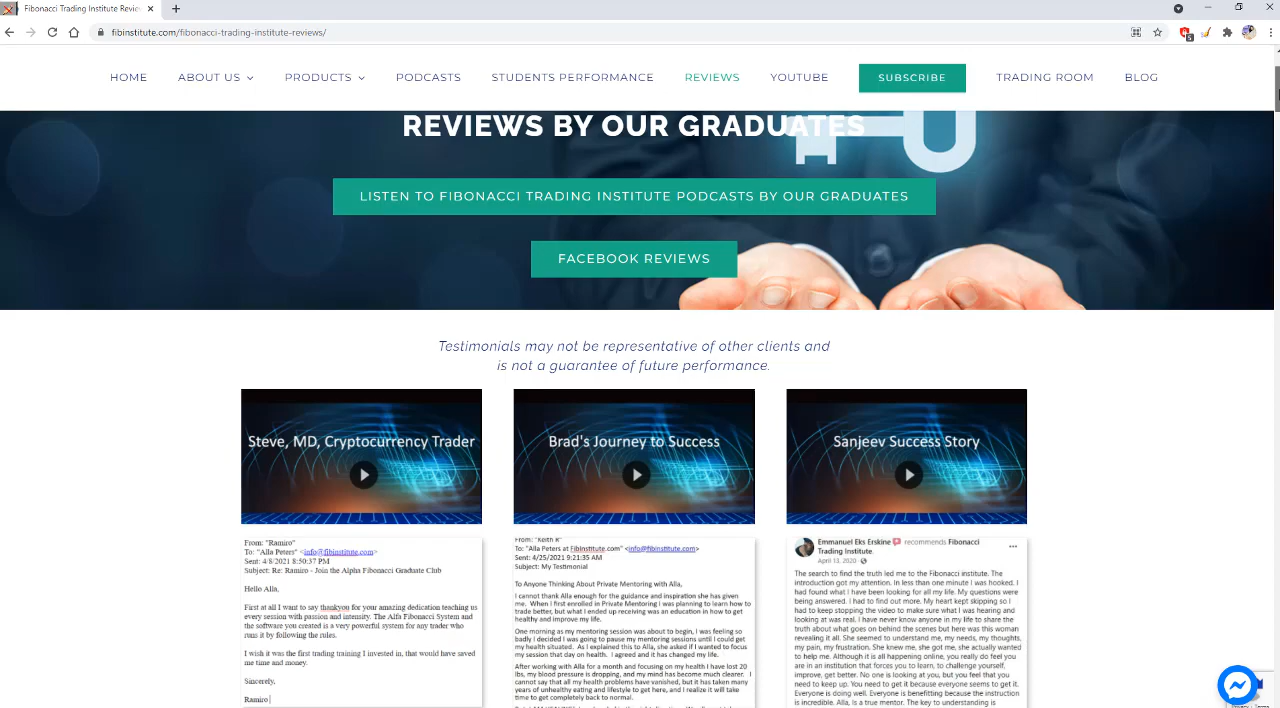 Fibonacci Trading Institute Revie
fibinstitute.com/fibonacci-trading-institute-reviews/
5
HOME ABOUT US PRODUCTS PODCASTS STUDENTS PERFORMANCE REVIEWS YOUTUBE SUBSCRIBE TRADING ROOM BLOG
REVIEWS BY OUR GRADUATES
LISTEN TO FIBONACCI TRADING INSTITUTE PODCASTS BY OUR GRADUATES
FACEBOOK REVIEWS
Testimonials may not be representative of other clients and
is not a guarantee of future performance.
Steve, MD, Cryptocurrency Trader
Brad's Journey to Success
Sanjeev Success Story
From: "Ramiro"
To: "Alla Peters" <info@fibinstitute.com>
Sent: 4/8/2021 8:50:37 PM
Subject: Re: Ramiro - Join the Alpha Fibonacci Graduate Club
Hello Alla,
First at all I want to say thankyou for your amazing dedication teaching us
every session with passion and intensity. The Alfa Fibonacci System and
the software you created is a very powerful system for any trader who
runs it by following the rules.
I wish it was the first trading training I invested in, that would have saved
me time and money.
Sincerely,
Ramiro
From: "Keith R"
To: "Alla Peters at FibInstitute.com" <info@fibinstitute.com>
Sent: 4/25/2021 9:21:35 AM
Subject: My Testimonial
To Anyone Thinking About Private Mentoring with Alla,
I cannot thank Alla enough for the guidance and inspiration she has given
me. When I first enrolled in Private Mentoring I was planning to learn how to
trade better, but what I ended up receiving was an education in how to get
healthy and improve my life.
One morning as my mentoring session was about to begin, I was feeling so
badly I decided I was going to pause my mentoring sessions until I could get
my health situated. As I explained this to Alla, she asked if I wanted to focus
my session that day on health. I agreed and it has changed my life.
After working with Alla for a month and focusing on my health I have lost 20
lbs, my blood pressure is dropping, and my mind has become much clearer. I
cannot say that all my health problems have vanished, but it has taken many
years of unhealthy eating and lifestyle to get here, and I realize it will take
time to get completely back to normal.
Emmanuel Eks Erskine recommends Fibonacci
Trading Institute.
April 13, 2020
The search to find the truth led me to the Fibonacci institute. The
introduction got my attention. In less than one minute I was hooked. I
had found what I have been looking for all my life. My questions were
being answered. I had to find out more. My heart kept skipping so I
had to keep stopping the video to make sure what I was hearing and
looking at was real. I have never know anyone in my life to share the
truth about what goes on behind the scenes but here was this woman
revealing it all. She seemed to understand me, my needs, my thoughts,
my pain, my frustration. She knew me, she got me, she actually wanted
to help me. Although it is all happening online, you really do feel you
are in an institution that forces you to learn, to challenge yourself,
improve, get better. No one is looking at you, but you feel that you
need to keep up. You need to get it because everyone seems to get it.
Everyone is doing well. Everyone is benefitting because the instruction
is incredible. Alla, is a true mentor. The key to understanding is